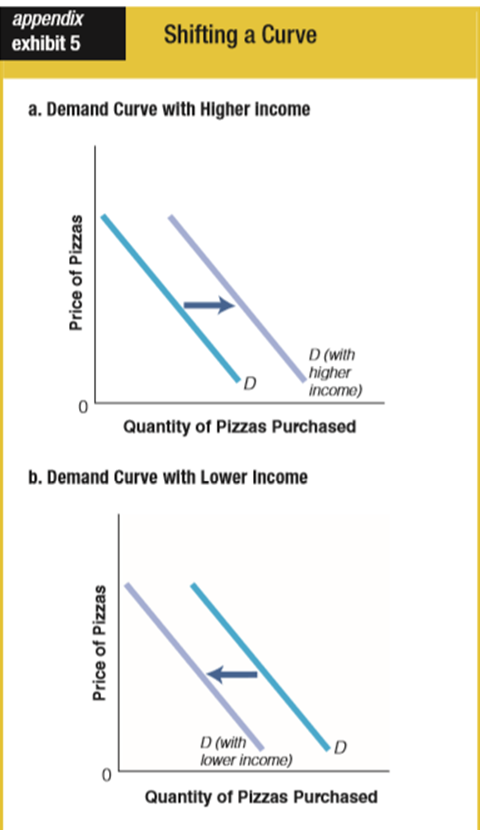 appendix
exhibit 5
Shifting a Curve
a. Demand Curve with Higher Income
Price of Pizzas
D (with
higher
income)
D
0
Quantity of Pizzas Purchased
b. Demand Curve with Lower Income
Price of Pizzas
D (with
lower income)
D
0
Quantity of Pizzas Purchased